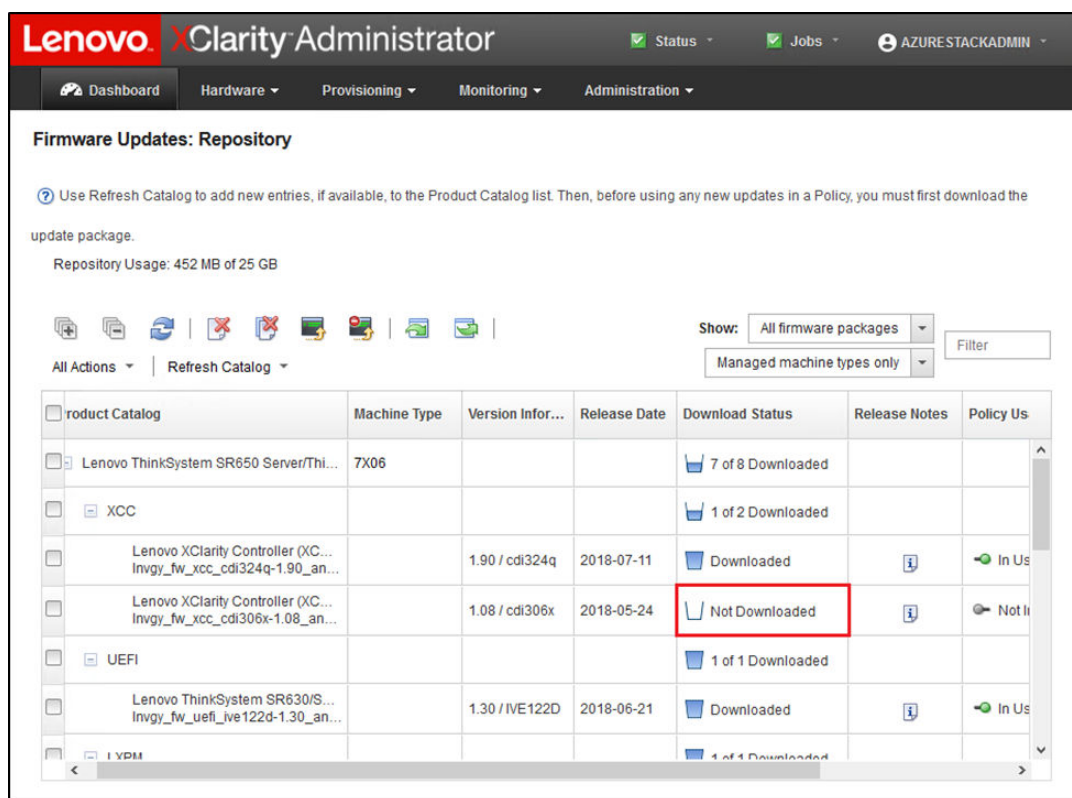 Lenovo. XClarity Administrator
Status
Jobs
AZURESTACKADMIN
Dashboard
Hardware
Provisioning
Monitoring
Administration
Firmware Updates: Repository
Use Refresh Catalog to add new entries, if available, to the Product Catalog list. Then, before using any new updates in a Policy, you must first download the
update package.
Repository Usage: 452 MB of 25 GB
Show: All firmware packages
Managed machine types only
Filter
All Actions
Refresh Catalog
roduct Catalog Machine Type Version Infor... Release Date Download Status Release Notes Policy Us
Lenovo ThinkSystem SR650 Server/Thi... 7X06 7 of 8 Downloaded
XCC 1 of 2 Downloaded
Lenovo XClarity Controller (XC...
lnvgy_fw_xcc_cdi324q-1.90_an... 1.90 / cdi324q 2018-07-11 Downloaded In Us
Lenovo XClarity Controller (XC...
lnvgy_fw_xcc_cdi306x-1.08_an... 1.08 / cdi306x 2018-05-24 Not Downloaded Not I
UEFI 1 of 1 Downloaded
Lenovo ThinkSystem SR630/S...
lnvgy_fw_uefi_ive122d-1.30_an... 1.30 / IVE122D 2018-06-21 Downloaded In Us
LXPM 1 of 1 Downloaded